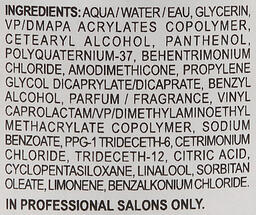 INGREDIENTS: AQUA/WATER/EAU, GLYCERIN,
VP/DMAPA ACRYLATES COPOLYMER,
CETEARYL ALCOHOL, PANTHENOL,
POLYQUATERNIUM-37, BEHENTRIMONIUM
CHLORIDE, AMODIMETHICONE, PROPYLENE
GLYCOL DICAPRYLATE/DICAPRATE, BENZYL
ALCOHOL, PARFUM / FRAGRANCE, VINYL
CAPROLACTAM/VP/DIMETHYLAMINOETHYL
METHACRYLATE COPOLYMER, SODIUM
BENZOATE, PPG-1 TRIDECETH-6, CETRIMONIUM
CHLORIDE, TRIDECETH-12, CITRIC ACID,
CYCLOPENTASILOXANE, LINALOOL, SORBITAN
OLEATE, LIMONENE, BENZALKONIUM CHLORIDE.
IN PROFESSIONAL SALONS ONLY.